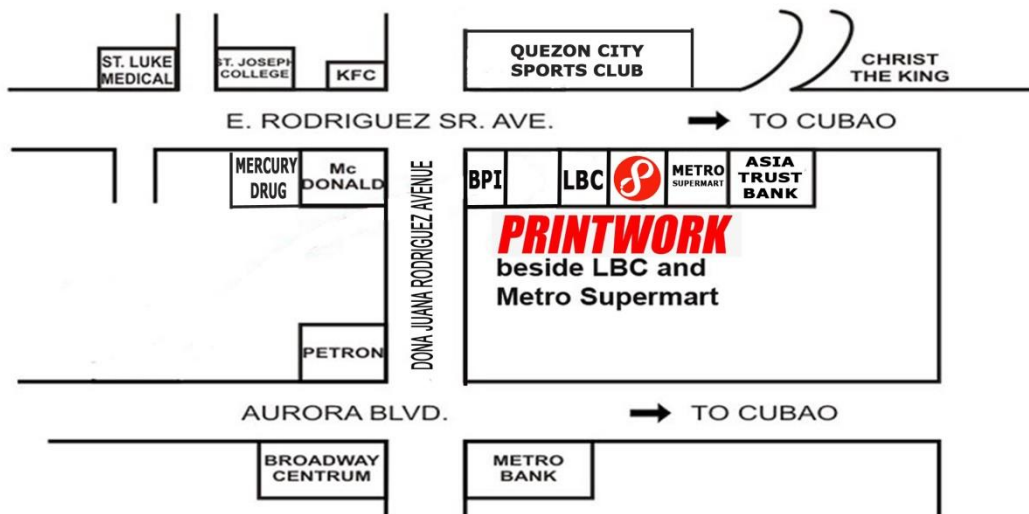 ST. LUKE
MEDICAL
ST. JOSEPH
COLLEGE
KFC
QUEZON CITY
SPORTS CLUB
CHRIST
THE KING
E. RODRIGUEZ SR. AVE.
TO CUBAO
MERCURY
DRUG
Mc
DONALD
DONA JUANA RODRIGUEZ AVENUE
BPI
LBC
METRO
SUPERMART
ASIA
TRUST
BANK
PRINTWORK
beside LBC and
Metro Supermart
PETRON
AURORA BLVD.
TO CUBAO
BROADWAY
CENTRUM
METRO
BANK